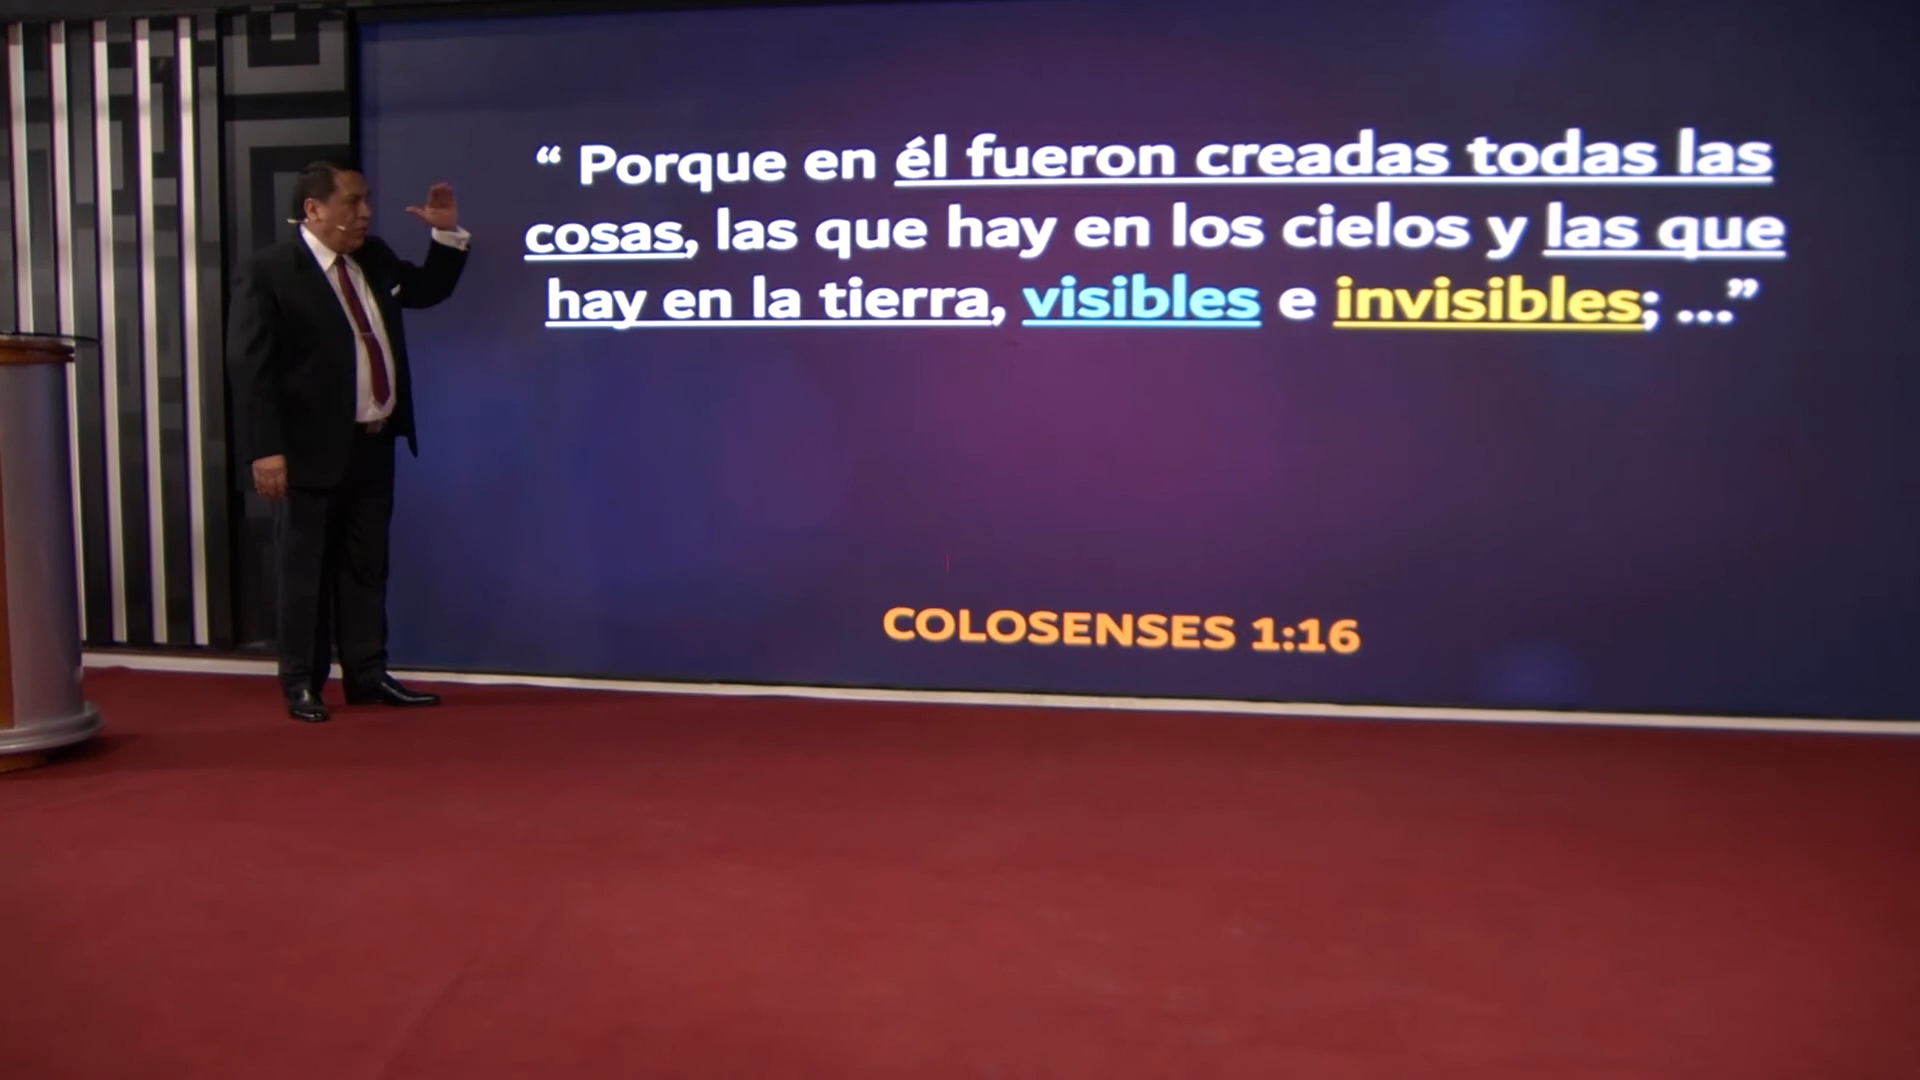 “ Porque en él fueron creadas todas las
cosas, las que hay en los cielos y las que
hay en la tierra, visibles e invisibles; ...”
COLOSENSES 1:16